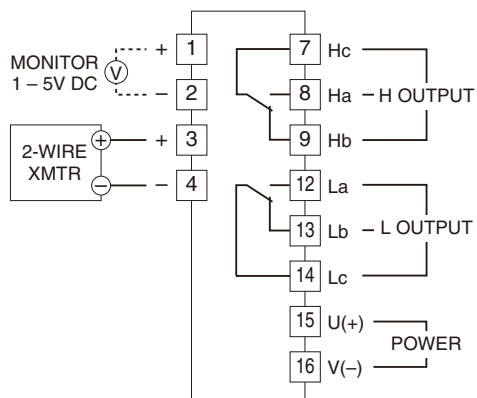 MONITOR
1 – 5V DC
V
+ 1
– 2
2-WIRE
XMTR
+ + 3
– – 4
7 Hc
8 Ha H OUTPUT
9 Hb
12 La
13 Lb L OUTPUT
14 Lc
15 U(+)
POWER
16 V(–)